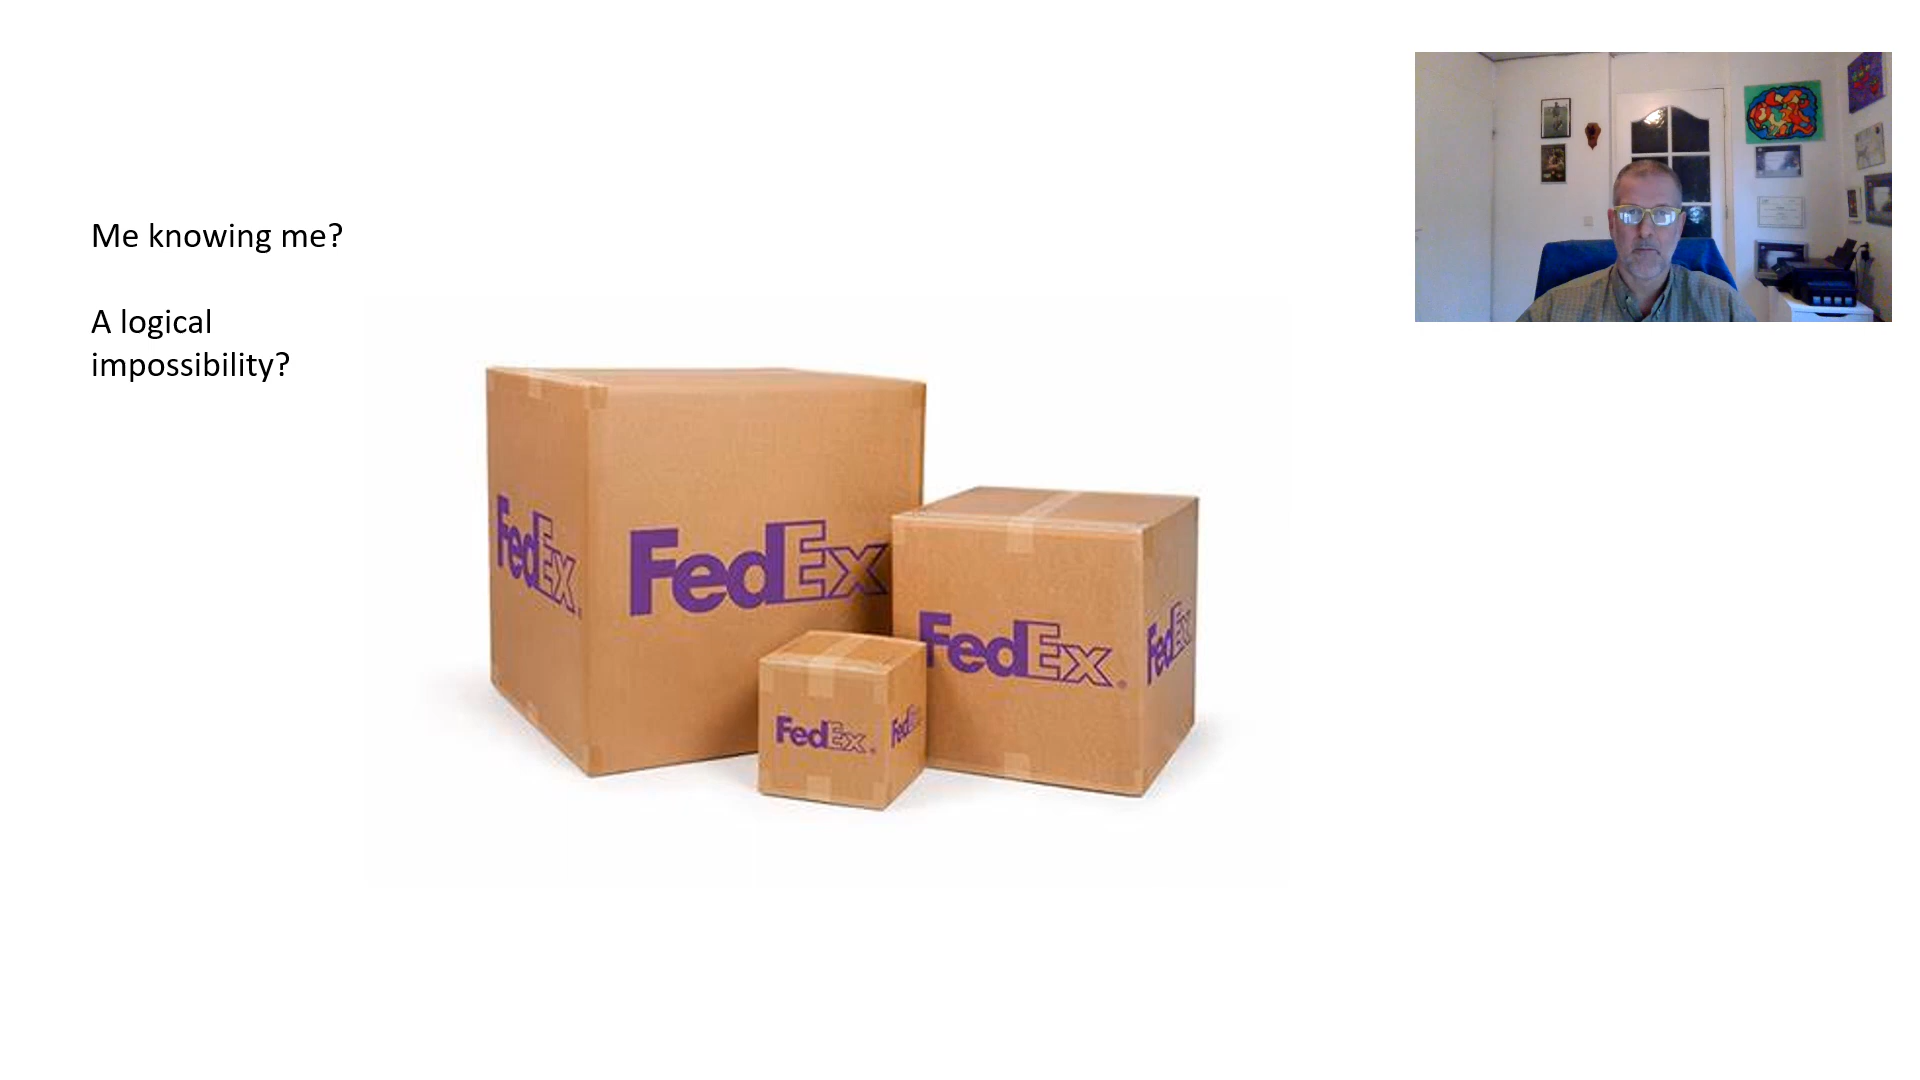 Me knowing me?
A logical
impossibility?
FedEx
FedEx
FedEx
FedEx
FedEx
FedEx